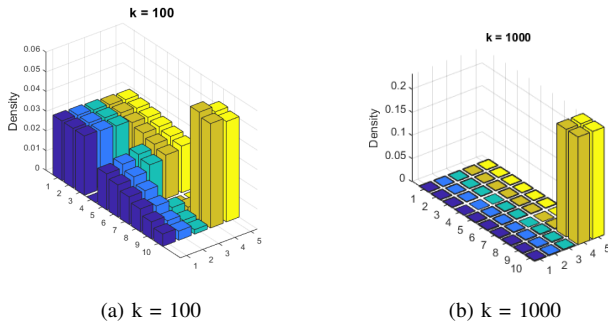 k = 100
0.06
0.05
0.04
0.03
0.02
0.01
0
Density
1 2 3 4 5 6 7 8 9 10
1 2 3 4 5
(a) k = 100
k = 1000
0.2
0.15
0.1
0.05
0
Density
1 2 3 4 5 6 7 8 9 10
1 2 3 4 5
(b) k = 1000